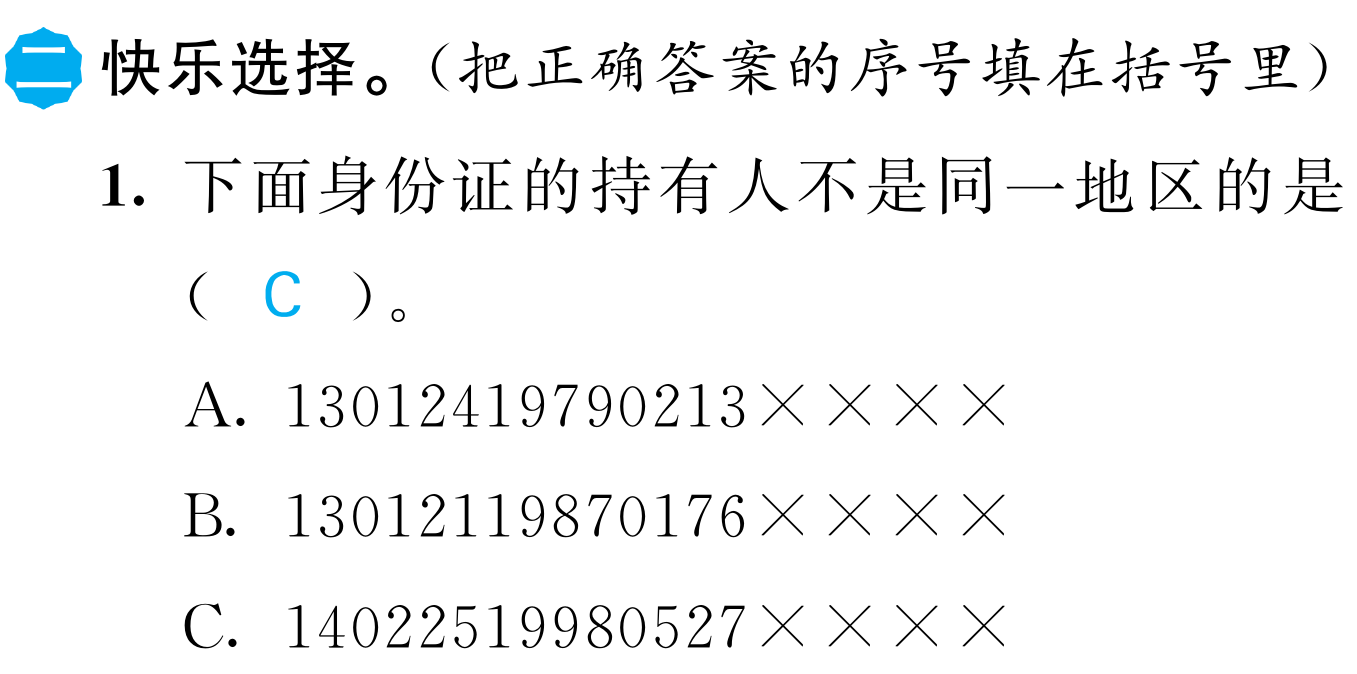 二 快乐选择。(把正确答案的序号填在括号里)
1. 下面身份证的持有人不是同一地区的是
( C )。
A. 13012419790213××××
B. 13012119870176××××
C. 14022519980527××××